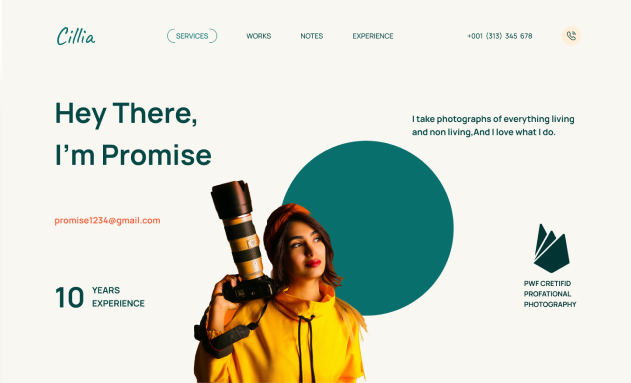 Cillia
SERVICES
WORKS
NOTES
EXPERIENCE
+001 (313) 345 678
Hey There,
I'm Promise
I take photographs of everything living
and non living,And I love what I do.
promise1234@gmail.com
10
YEARS
EXPERIENCE
PWF CRETIFID
PROFATIONAL
PHOTOGRAPHY